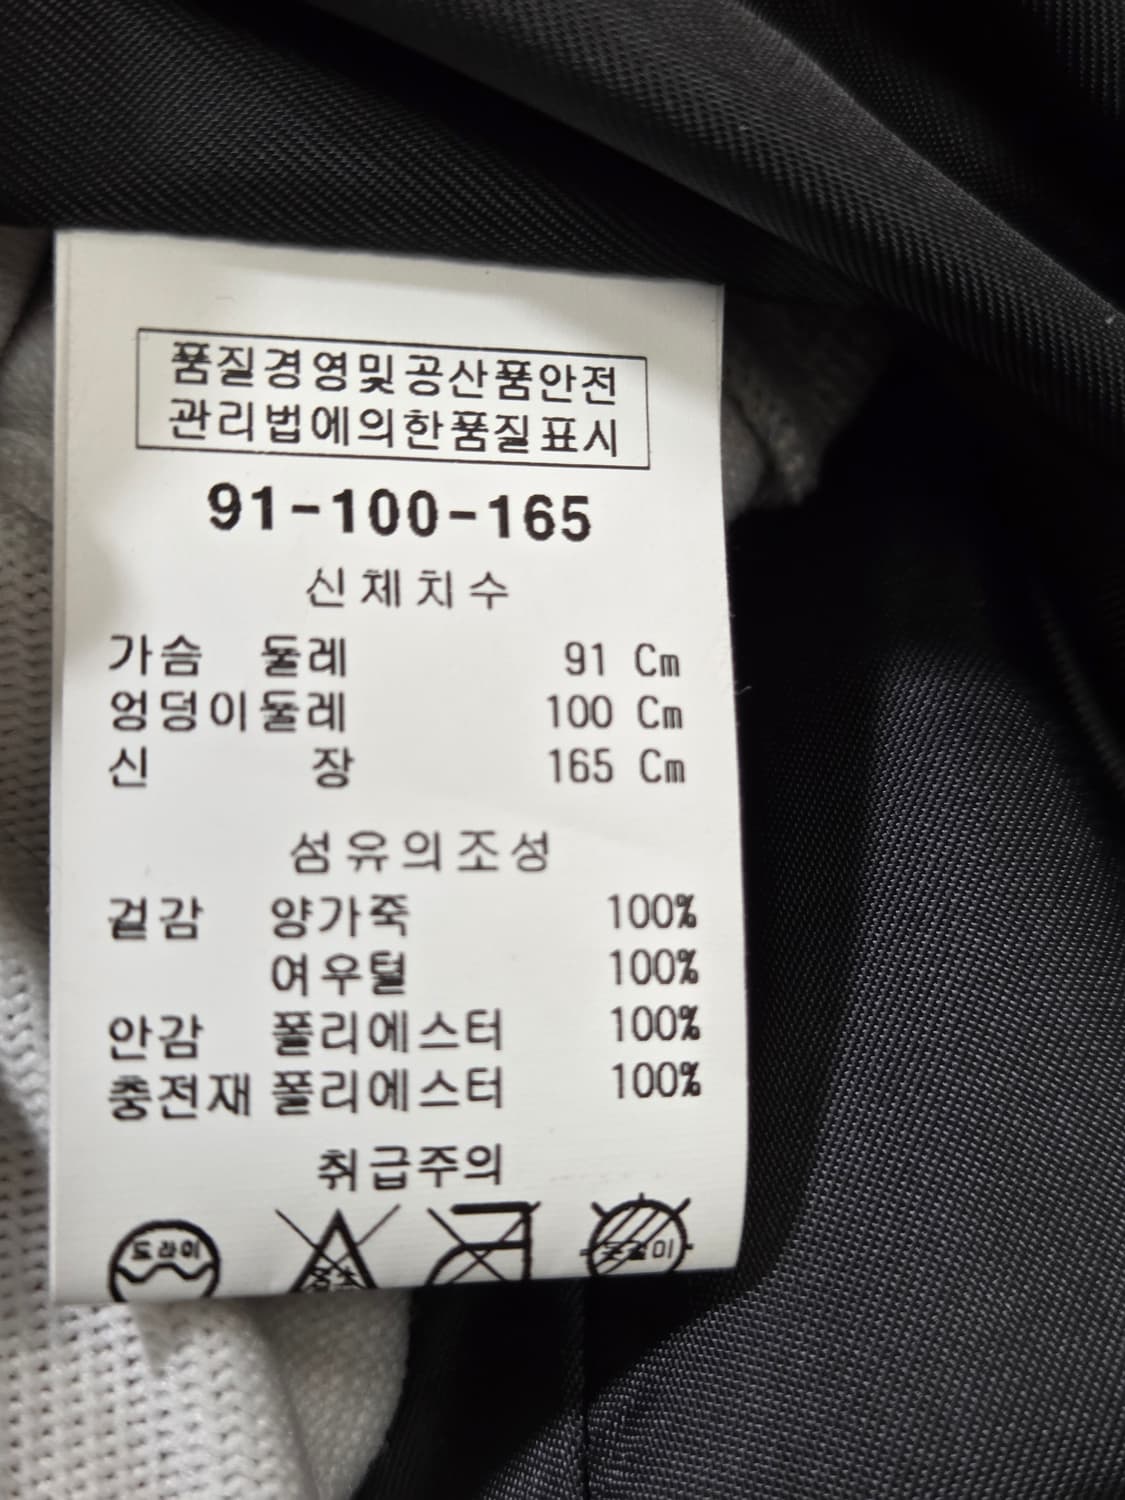 품질경영및공산품안전
관리법에의한품질표시
91-100-165
신체치수
가슴 둘레 91 Cm
엉덩이둘레 100 Cm
신 장 165 Cm
섬유의조성
겉감 양가죽 100%
여우털 100%
안감 폴리에스터 100%
충전재 폴리에스터 100%
취급주의
드라이